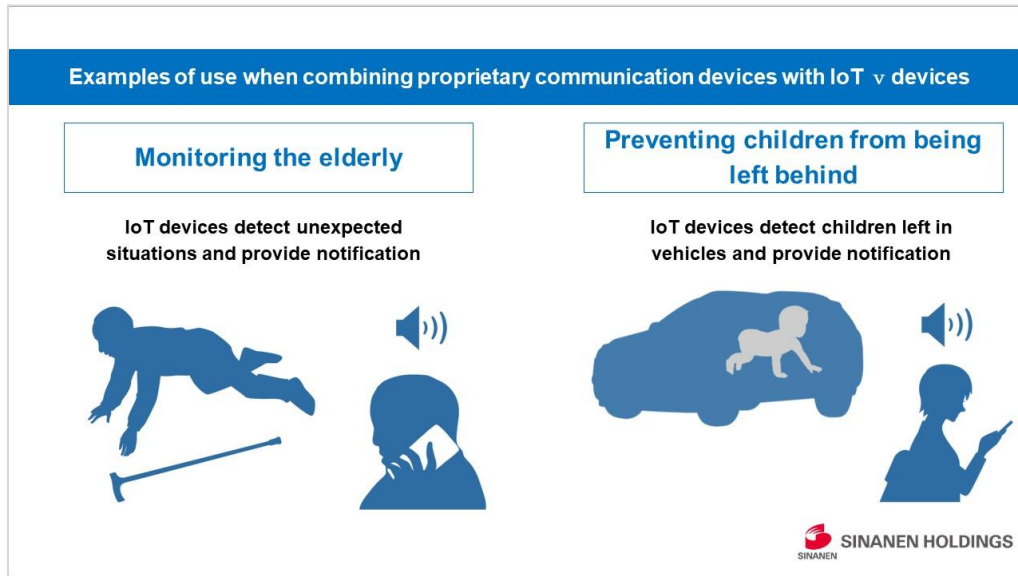 Examples of use when combining proprietary communication devices with IoT v devices
Monitoring the elderly
IoT devices detect unexpected
situations and provide notification
Preventing children from being
left behind
IoT devices detect children left in
vehicles and provide notification
SINANEN
SINANEN HOLDINGS